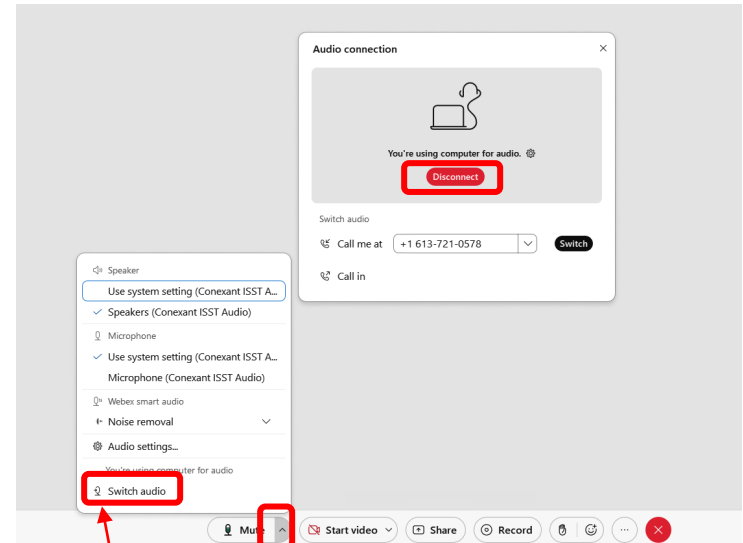 Audio connection
You're using computer for audio.
Disconnect
Switch audio
Call me at +1 613-721-0578 Switch
Call in
Speaker
Use system setting (Conexant ISST A...
Speakers (Conexant ISST Audio)
Microphone
Use system setting (Conexant ISST A...
Microphone (Conexant ISST Audio)
Webex smart audio
Noise removal
Audio settings...
You're using computer for audio
Switch audio
Mute Start video Share Record